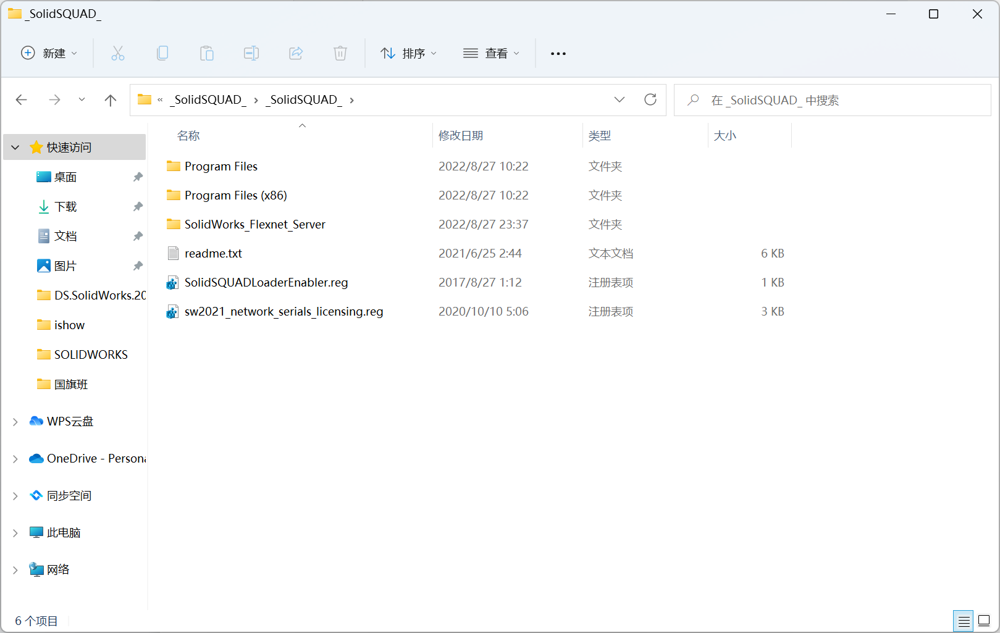 _SolidSQUAD_
新建
排序
查看
« _SolidSQUAD_ › _SolidSQUAD_ ›
在 _SolidSQUAD_ 中搜索
名称 修改日期 类型 大小
Program Files 2022/8/27 10:22 文件夹
Program Files (x86) 2022/8/27 10:22 文件夹
SolidWorks_Flexnet_Server 2022/8/27 23:37 文件夹
readme.txt 2021/6/25 2:44 文本文档 6 KB
SolidSQUADLoaderEnabler.reg 2017/8/27 1:12 注册表项 1 KB
sw2021_network_serials_licensing.reg 2020/10/10 5:06 注册表项 3 KB
快速访问
桌面
下载
文档
图片
DS.SolidWorks.20
ishow
SOLIDWORKS
国旗班
WPS云盘
OneDrive - Persona
同步空间
此电脑
网络
6 个项目